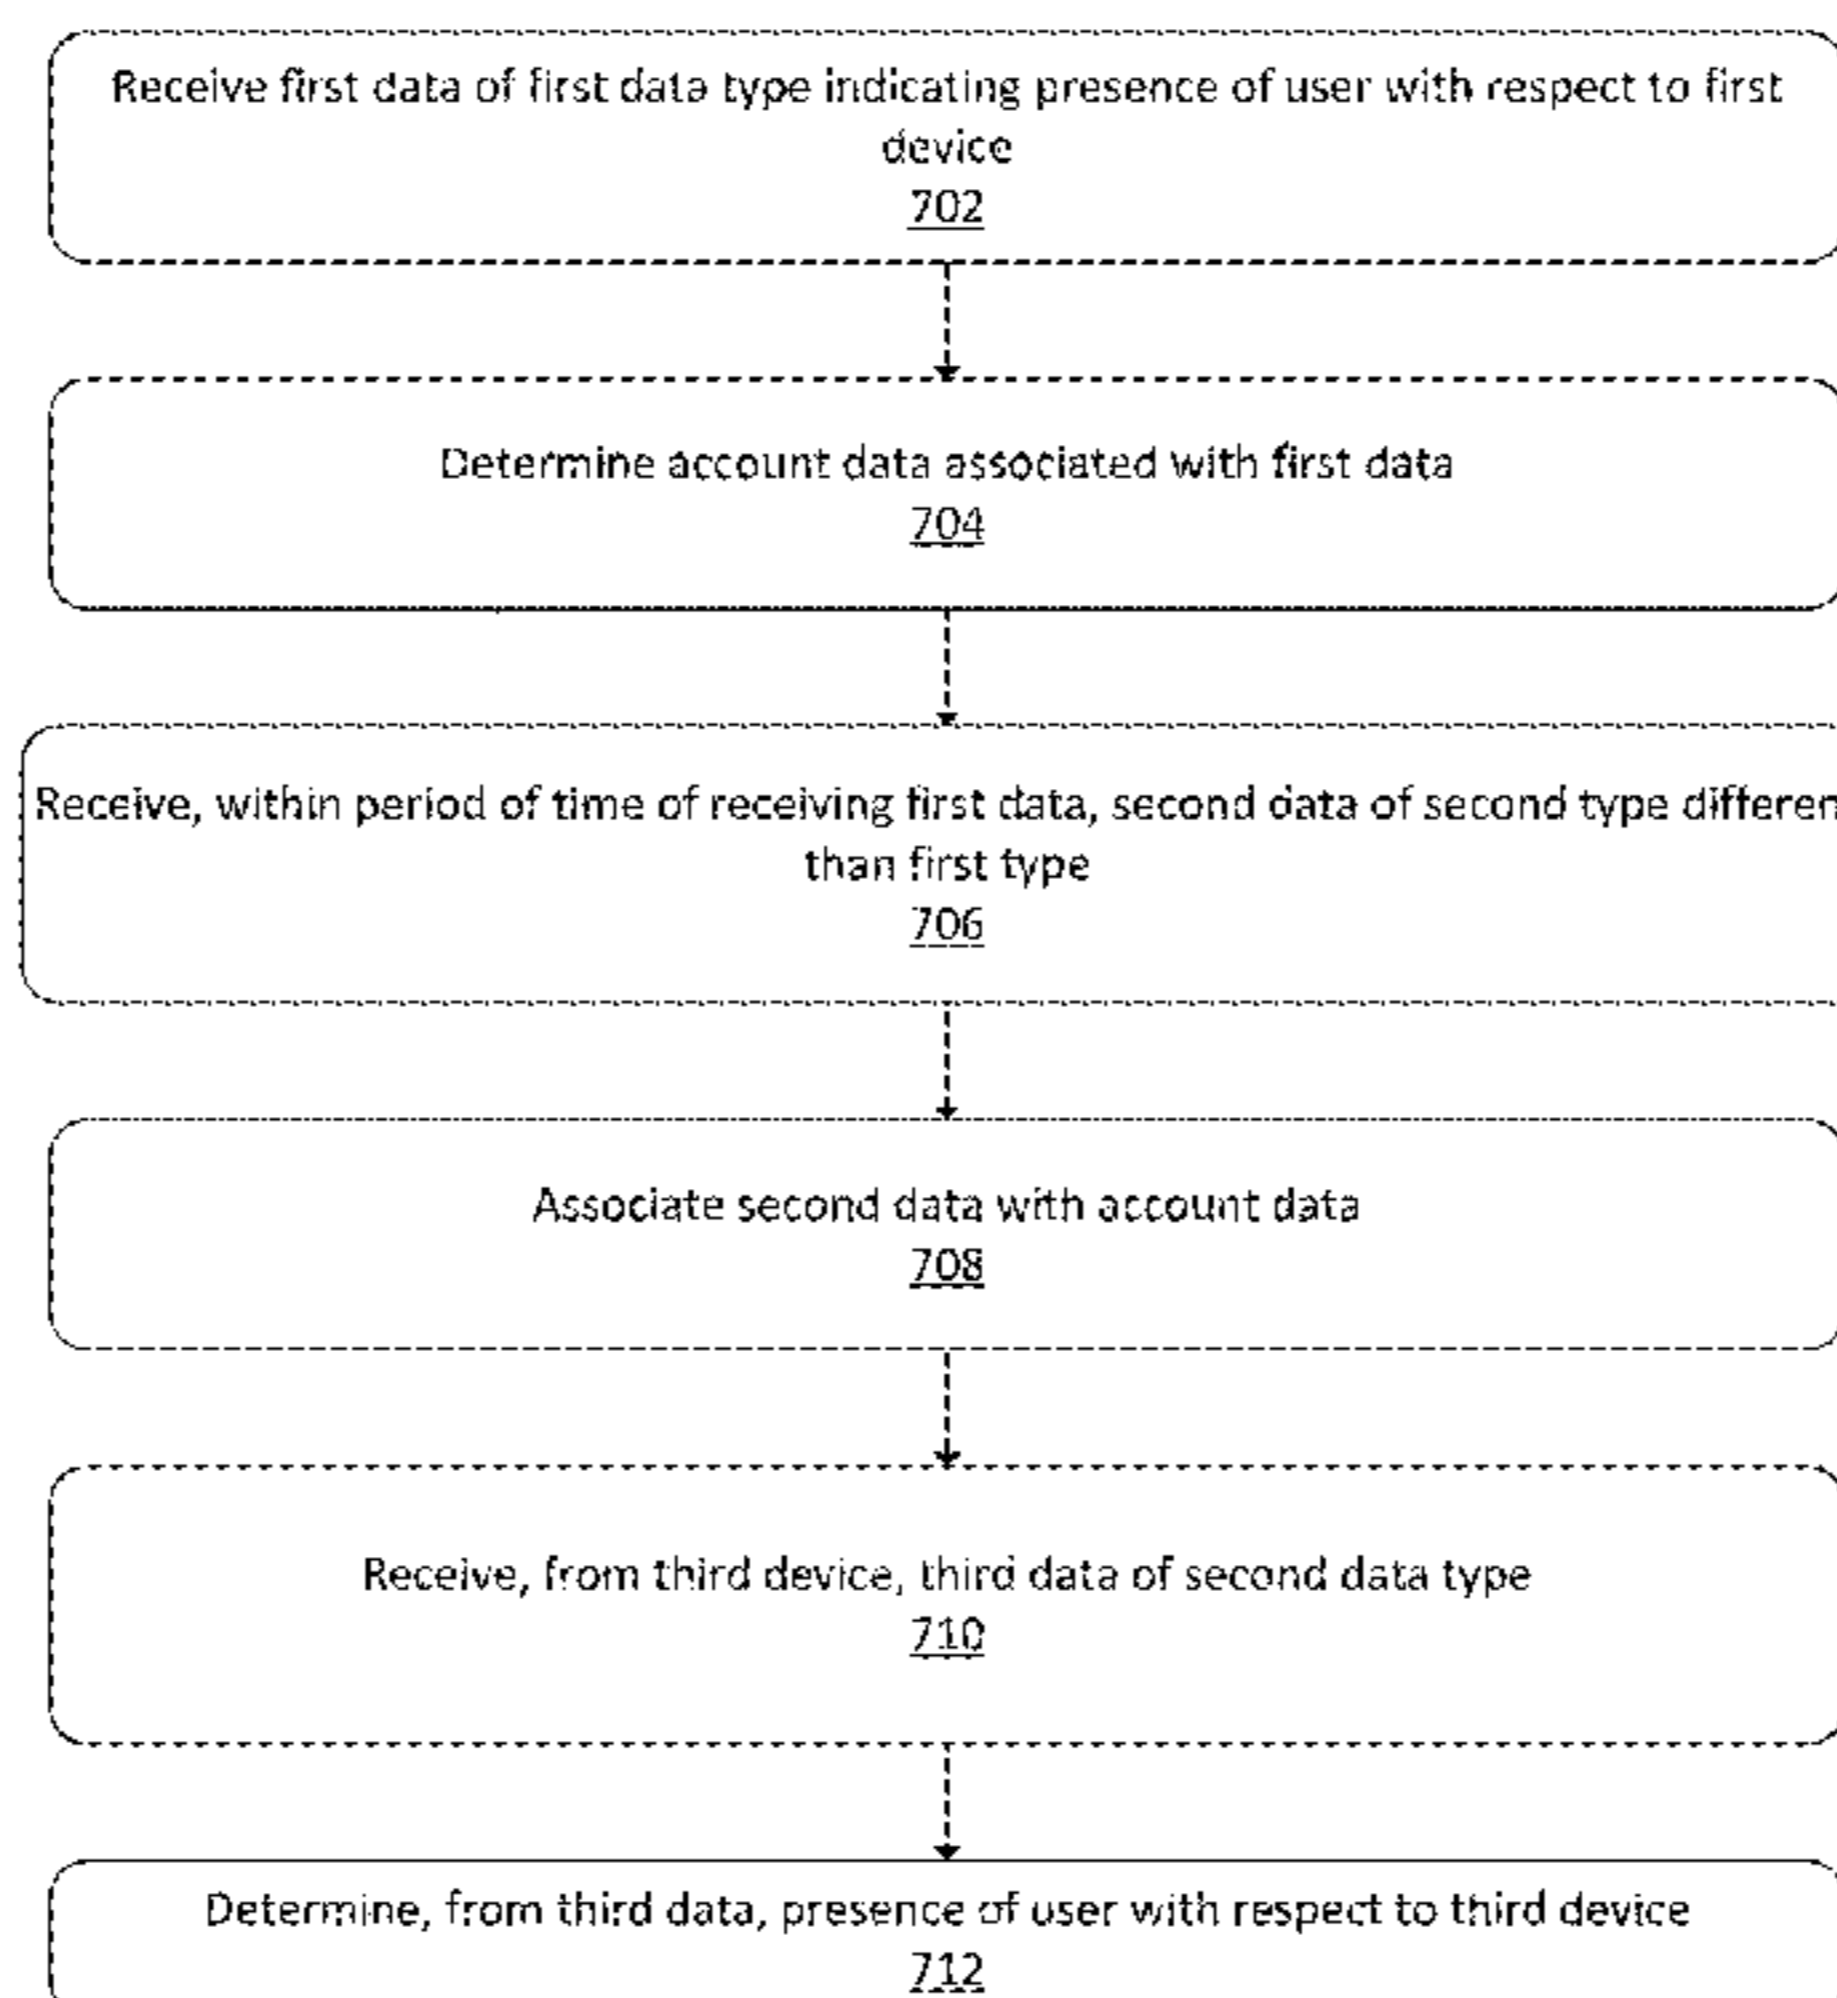 Receive first data of first data type indicating presence of user with respect to first
device
702
Determine account data associated with first data
704
Receive, within period of time of receiving first data, second data of second type differen
than first type
706
Associate second data with account data
708
Receive, from third device, third data of second data type
710
Determine, from third data, presence of user with respect to third device
712